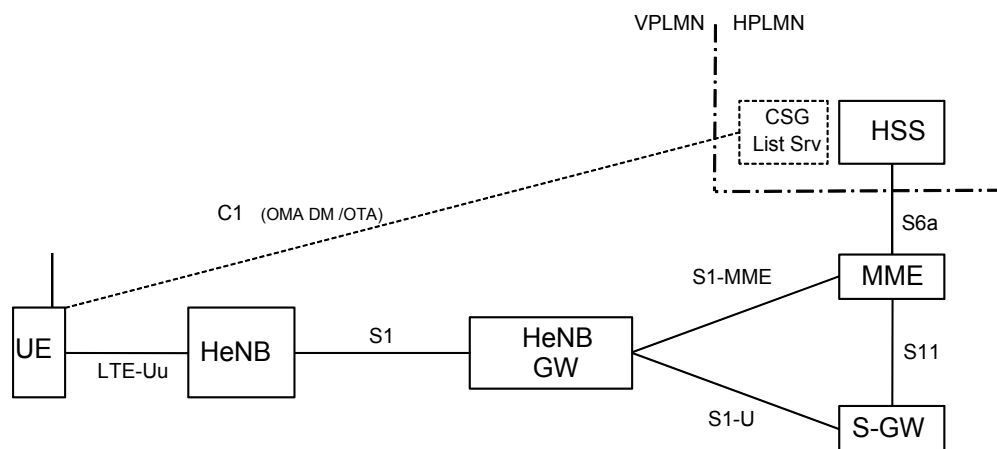 VPLMN HPLMN
CSG
List Srv
HSS
C1 (OMA DM /OTA)
S6a
S1-MME
MME
UE
HeNB
S1
HeNB
GW
S11
LTE-Uu
S1-U
S-GW